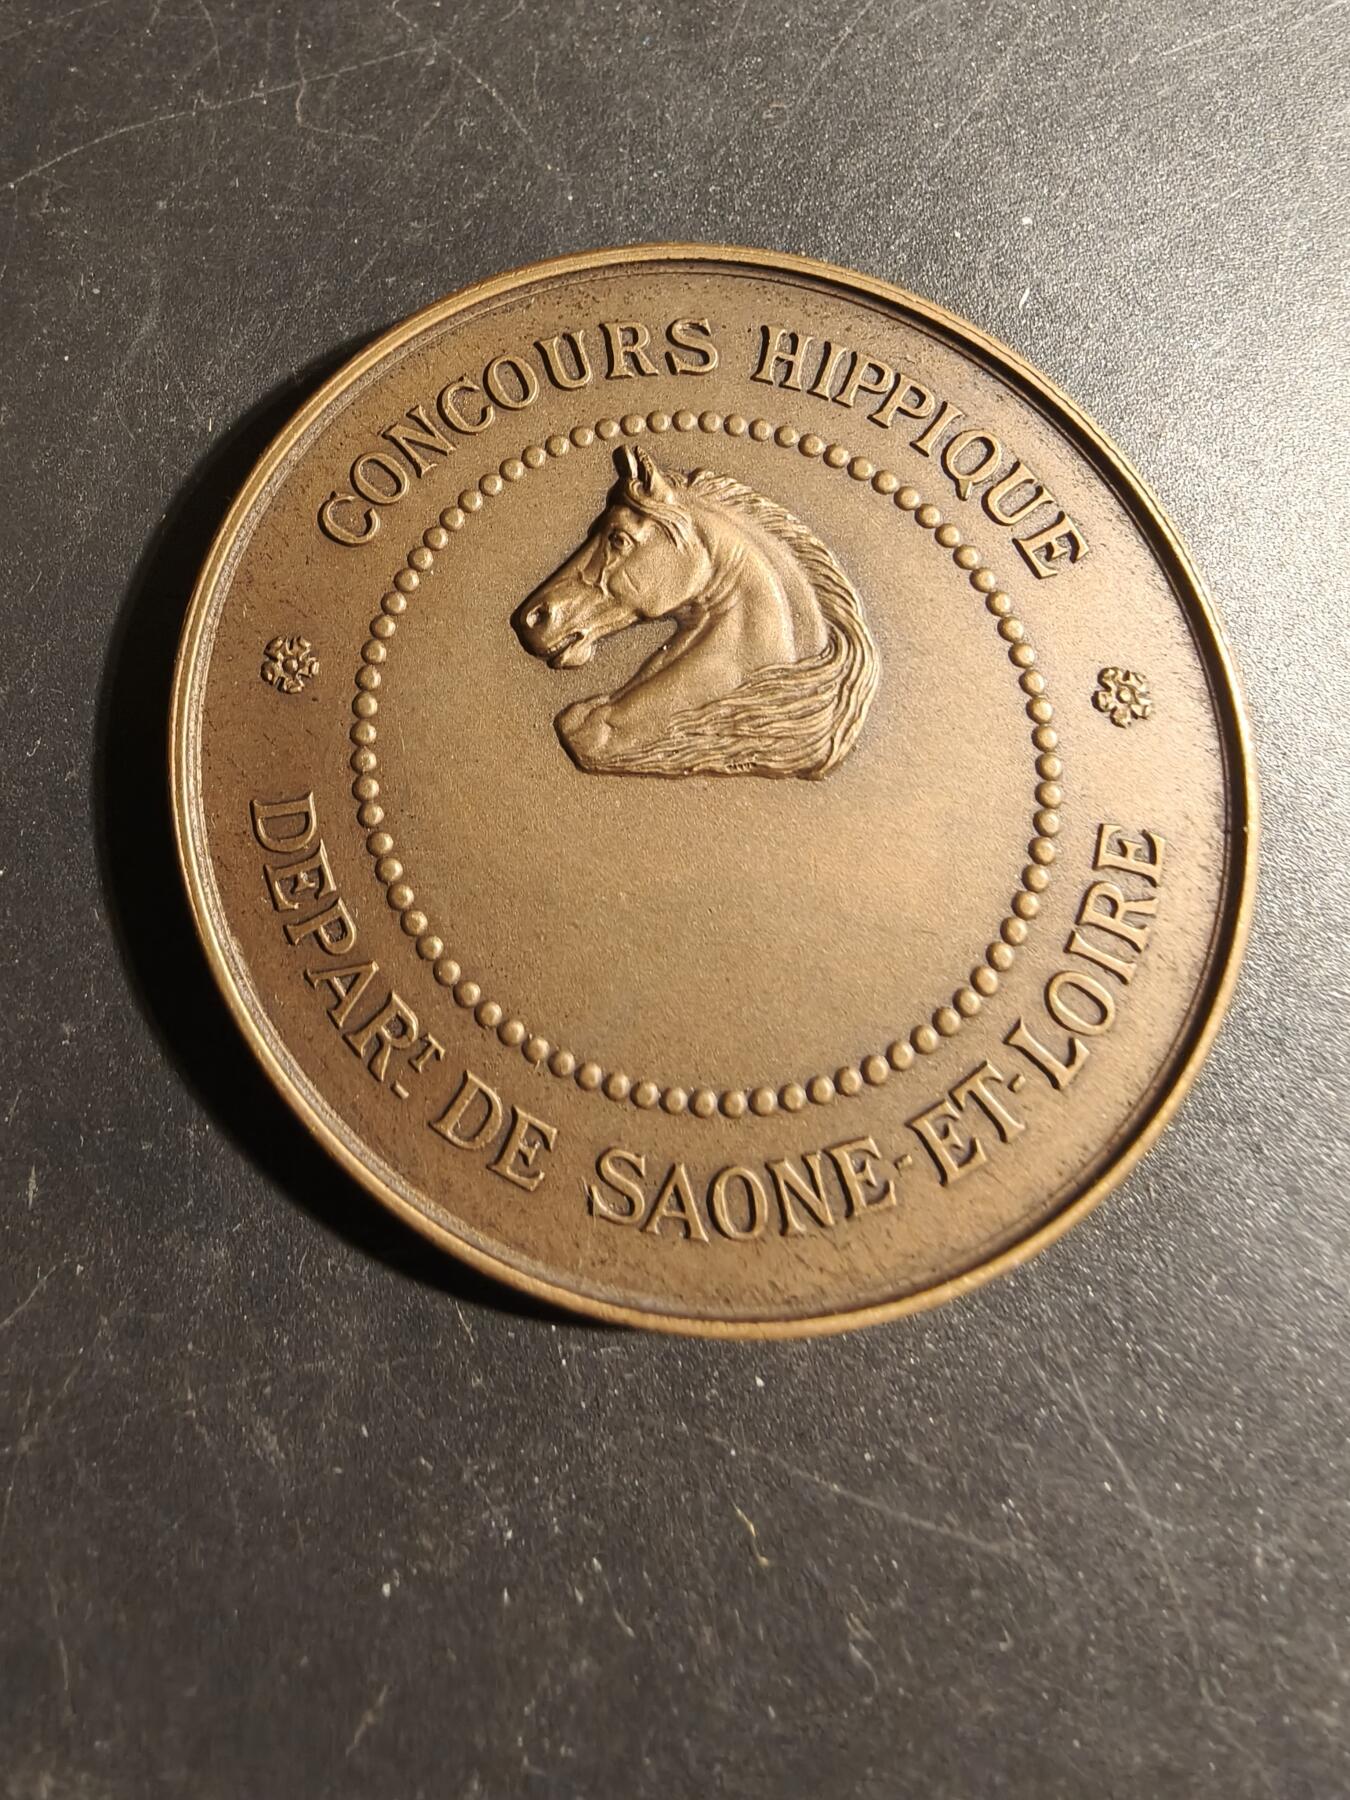 CONCOURS HIPPIQUE
DEPART DE SAONE-ET-LOIRE